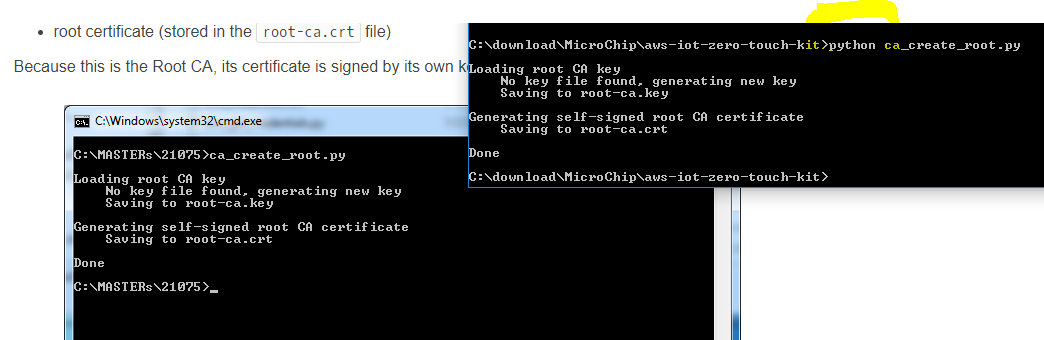 root certificate (stored in the root-ca.crt file)
Because this is the Root CA, its certificate is signed by its own
C:\Windows\system32\cmd.exe
C:\MASTERs\21075>ca_create_root.py
Loading root CA key
No key file found, generating new key
Saving to root-ca.key
Generating self-signed root CA certificate
Saving to root-ca.crt
Done
C:\MASTERs\21075>_
C:\download\MicroChip\aws-iot-zero-touch-kit>python ca_create_root.py
Loading root CA key
No key file found, generating new key
Saving to root-ca.key
Generating self-signed root CA certificate
Saving to root-ca.crt
Done
C:\download\MicroChip\aws-iot-zero-touch-kit>